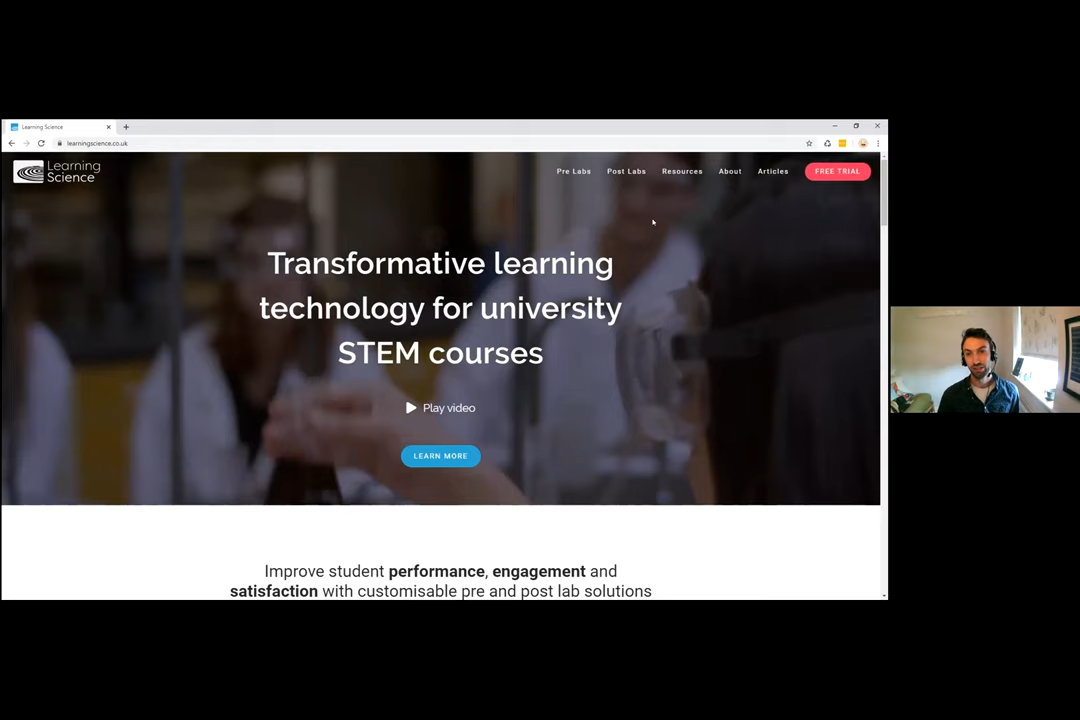 Learning Science
learningscience.co.uk
Learning
Science
Pre Labs
Post Labs
Resources
About
Articles
FREE TRIAL
Transformative learning
technology for university
STEM courses
Play video
LEARN MORE
Improve student performance, engagement and
satisfaction with customisable pre and post lab solutions